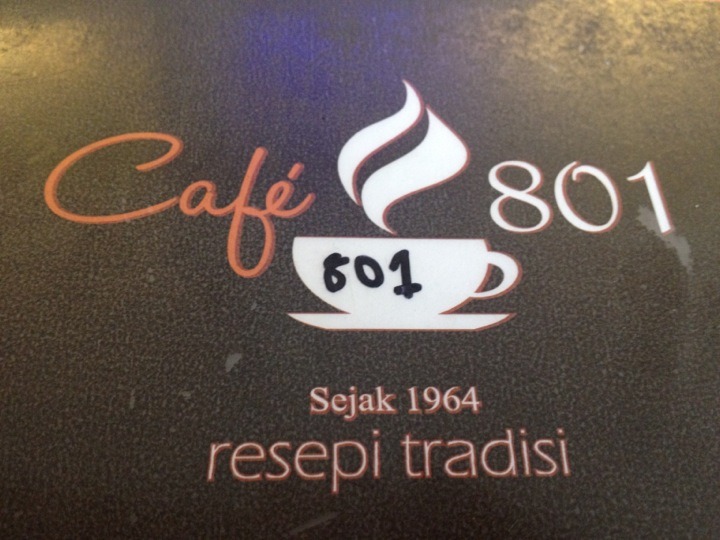 Café 801
801
Sejak 1964
resepi tradisi